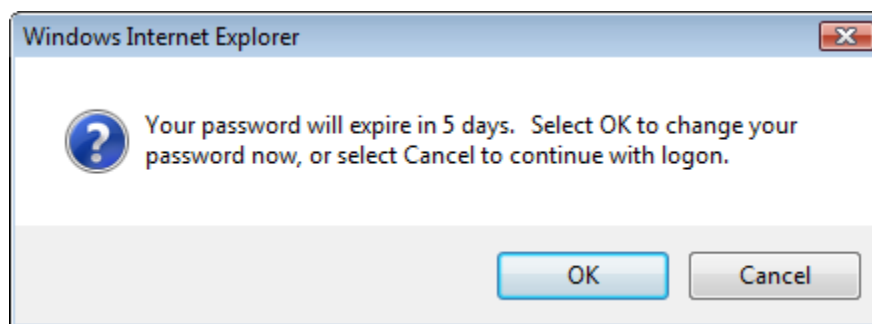 Windows Internet Explorer
Your password will expire in 5 days.   Select OK to change your
password now, or select Cancel to continue with logon.
OK
Cancel